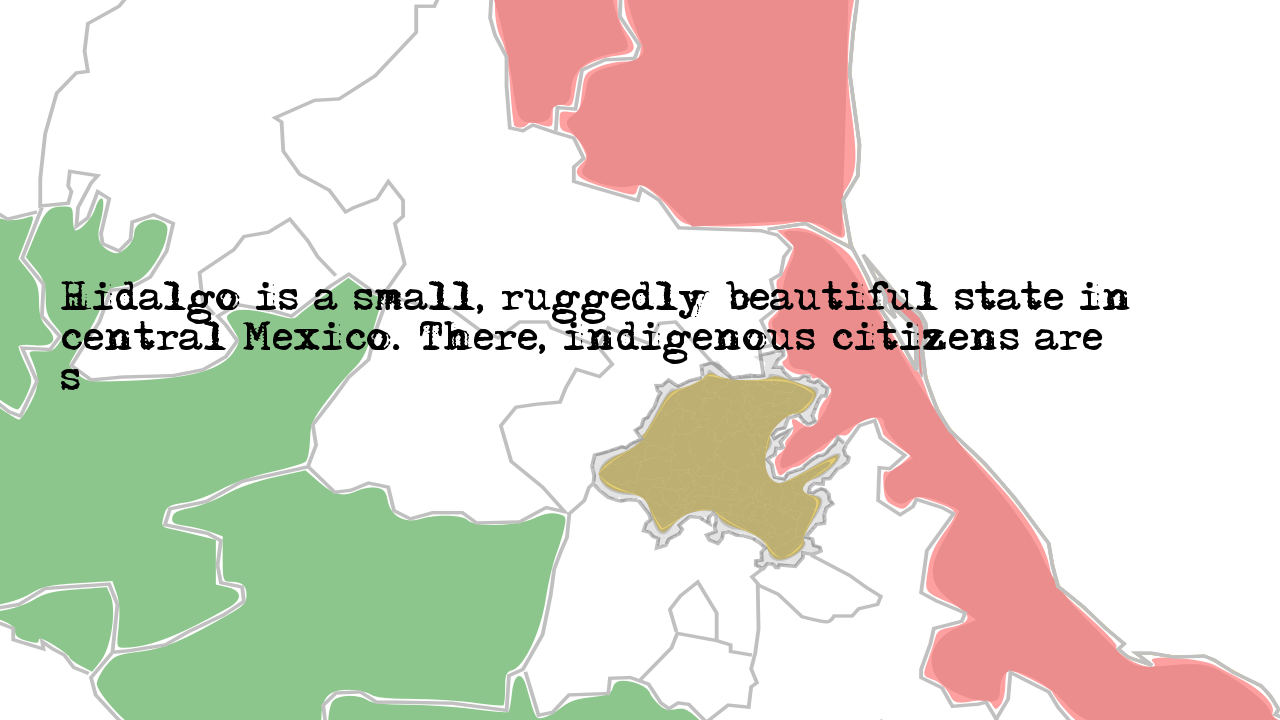 Hidalgo is a small, ruggedly beautiful state in
central Mexico. There, indigenous citizens are
s